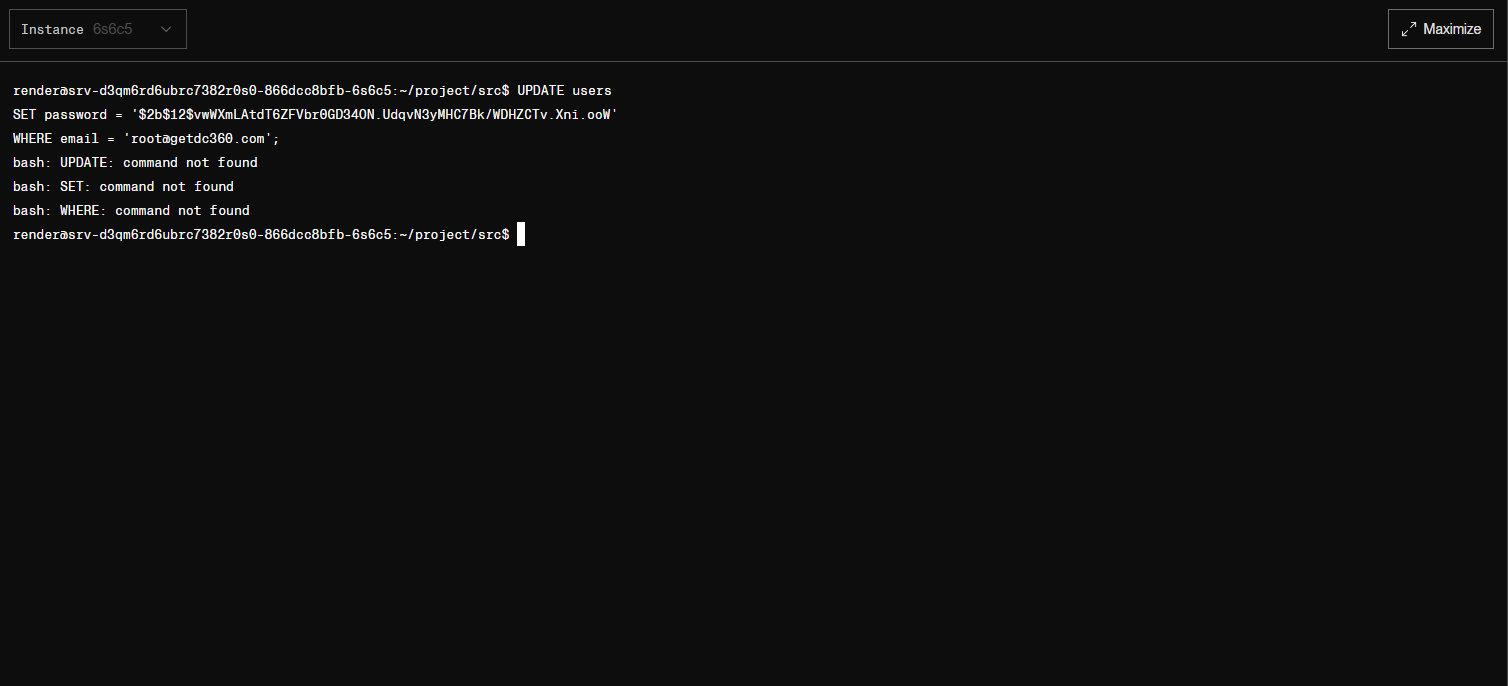 Instance 6s6c5
Maximize
render@srv-d3qm6rd6ubrc7382r0s0-866dcc8bfb-6s6c5:~/project/src$ UPDATE users
SET password = '$2b$12$vwWXmLAtdT6ZFVbr0GD34ON.UdqvN3yMHC7Bk/WDHZCTv.Xni.ooW'
WHERE email = 'root@getdc360.com';
bash: UPDATE: command not found
bash: SET: command not found
bash: WHERE: command not found
render@srv-d3qm6rd6ubrc7382r0s0-866dcc8bfb-6s6c5:~/project/src$